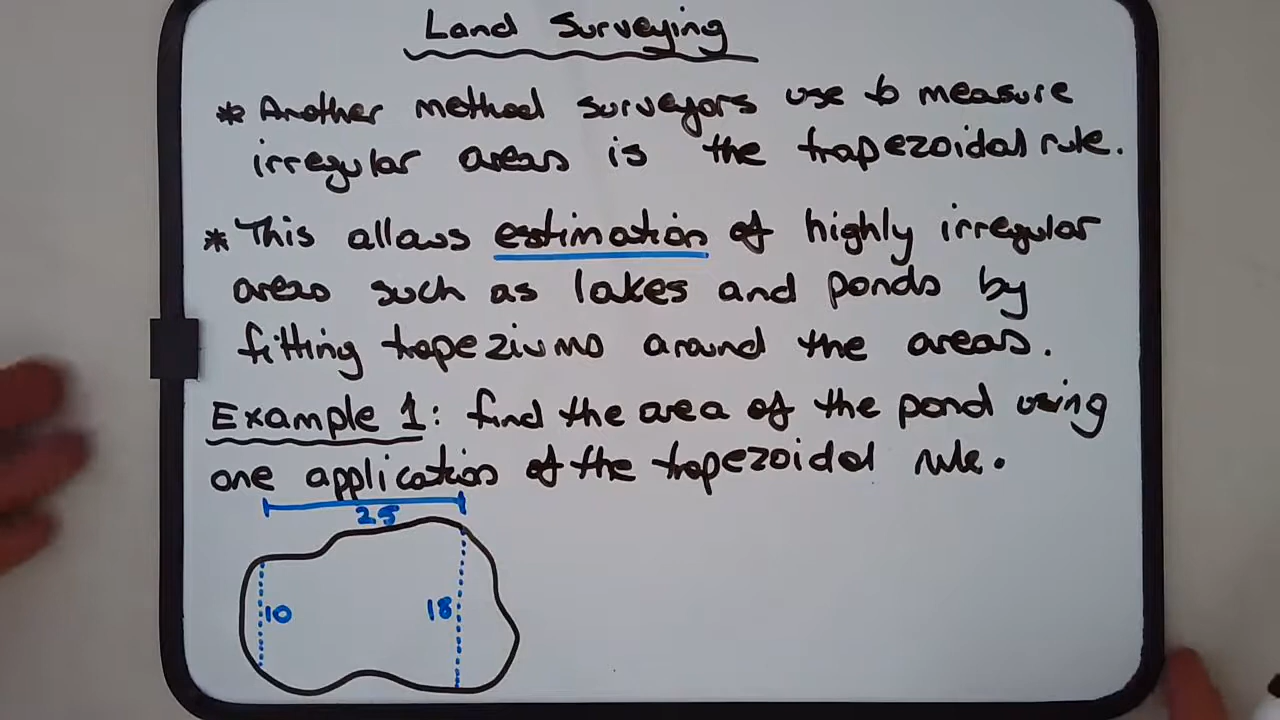 Land Surveying
* Another method surveyors use to measure
irregular areas is the trapezoidal rule.
* This allows estimation of highly irregular
areas such as lakes and ponds by
fitting trapeziums around the areas.
Example 1: find the area of the pond using
one application of the trapezoidal rule.
25
10 18